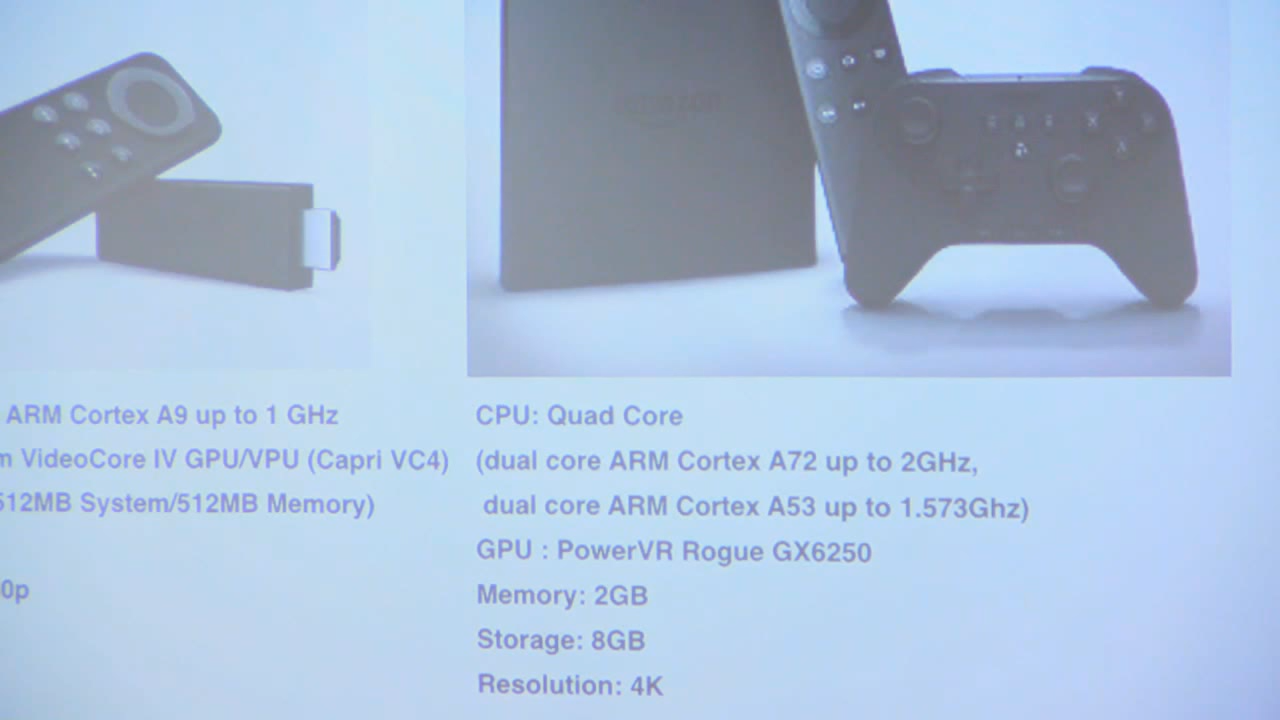 amazon
ARM Cortex A9 up to 1 GHz
VideoCore IV GPU/VPU (Capri VC4)
512MB System/512MB Memory)
0p
CPU: Quad Core
(dual core ARM Cortex A72 up to 2GHz,
dual core ARM Cortex A53 up to 1.573Ghz)
GPU : PowerVR Rogue GX6250
Memory: 2GB
Storage: 8GB
Resolution: 4K